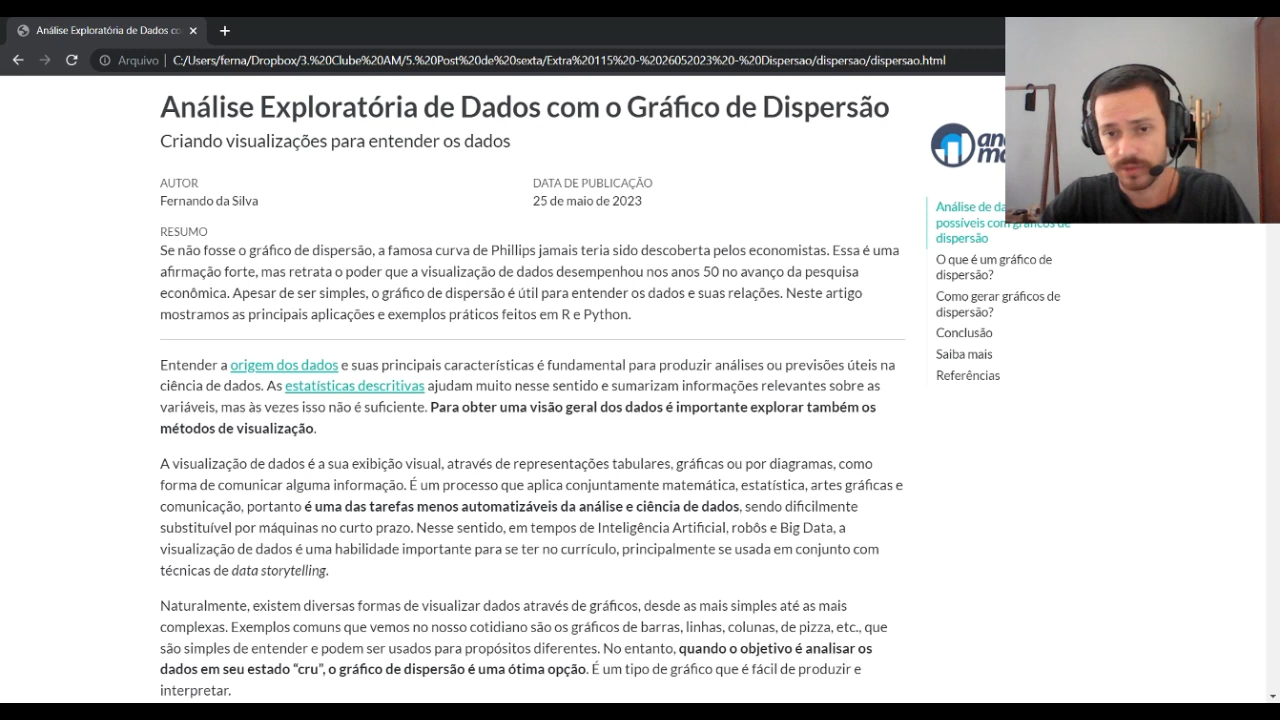 Análise Exploratória de Dados co
Arquivo
C:/Users/ferna/Dropbox/3.%20Clube%20AM/5.%20Post%20de%20sexta/Extra%20115%20-%2026052023%20-%20Dispersao/dispersao/dispersao.html
Análise Exploratória de Dados com o Gráfico de Dispersão
Criando visualizações para entender os dados
AUTOR
Fernando da Silva
DATA DE PUBLICAÇÃO
25 de maio de 2023
RESUMO
Se não fosse o gráfico de dispersão, a famosa curva de Phillips jamais teria sido descoberta pelos economistas. Essa é uma
afirmação forte, mas retrata o poder que a visualização de dados desempenhou nos anos 50 no avanço da pesquisa
econômica. Apesar de ser simples, o gráfico de dispersão é útil para entender os dados e suas relações. Neste artigo
mostramos as principais aplicações e exemplos práticos feitos em R e Python.
Entender a origem dos dados e suas principais características é fundamental para produzir análises ou previsões úteis na
ciência de dados. As estatísticas descritivas ajudam muito nesse sentido e sumarizam informações relevantes sobre as
variáveis, mas às vezes isso não é suficiente. Para obter uma visão geral dos dados é importante explorar também os
métodos de visualização.
A visualização de dados é a sua exibição visual, através de representações tabulares, gráficas ou por diagramas, como
forma de comunicar alguma informação. É um processo que aplica conjuntamente matemática, estatística, artes gráficas e
comunicação, portanto é uma das tarefas menos automatizáveis da análise e ciência de dados, sendo dificilmente
substituível por máquinas no curto prazo. Nesse sentido, em tempos de Inteligência Artificial, robôs e Big Data, a
visualização de dados é uma habilidade importante para se ter no currículo, principalmente se usada em conjunto com
técnicas de data storytelling.
Naturalmente, existem diversas formas de visualizar dados através de gráficos, desde as mais simples até as mais
complexas. Exemplos comuns que vemos no nosso cotidiano são os gráficos de barras, linhas, colunas, de pizza, etc., que
são simples de entender e podem ser usados para propósitos diferentes. No entanto, quando o objetivo é analisar os
dados em seu estado “cru”, o gráfico de dispersão é uma ótima opção. É um tipo de gráfico que é fácil de produzir e
interpretar.
Análise de da
possíveis com gráficos de
dispersão
O que é um gráfico de
dispersão?
Como gerar gráficos de
dispersão?
Conclusão
Saiba mais
Referências